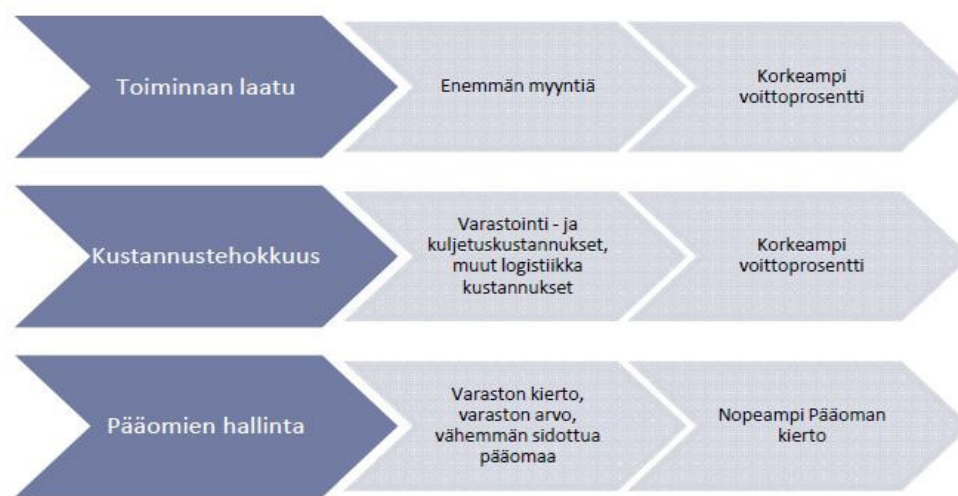 Toiminnan laatu
Enemmän myyntiä
Korkeampi
voittoprosentti
Kustannustehokkuus
Varastointi - ja
kuljetuskustannukset,
muut logistiikka
kustannukset
Korkeampi
voittoprosentti
Pääomien hallinta
Varaston kierto,
varaston arvo,
vähemmän sidottua
pääomaa
Nopeampi Pääoman
kierto